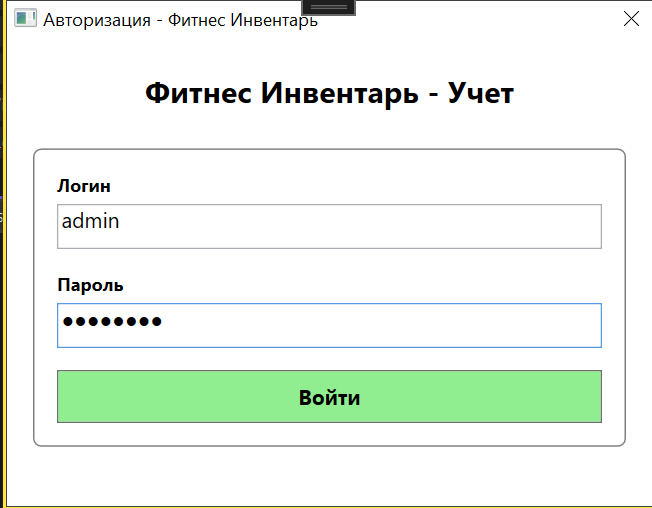 Авторизация - Фитнес Инвентарь
Фитнес Инвентарь - Учет
Логин
admin
Пароль
●●●●●●●●
Войти